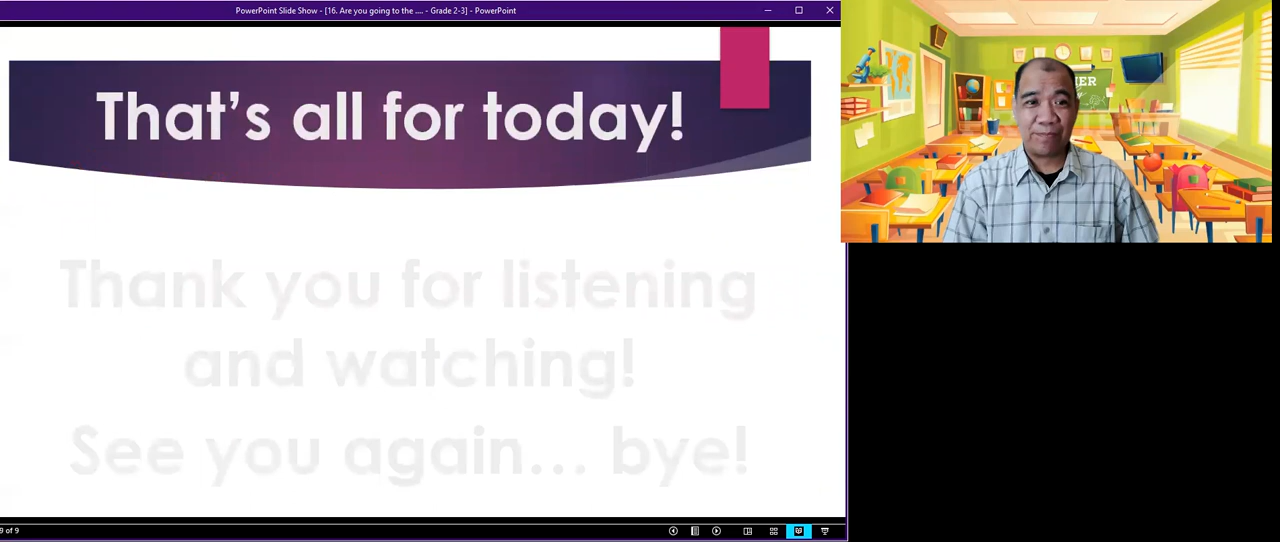 PowerPoint Slide Show - [16. Are you going to the .... - Grade 2-3] - PowerPoint
That's all for today!
Thank you for listening
and watching!
See you again... bye!
9 of 9